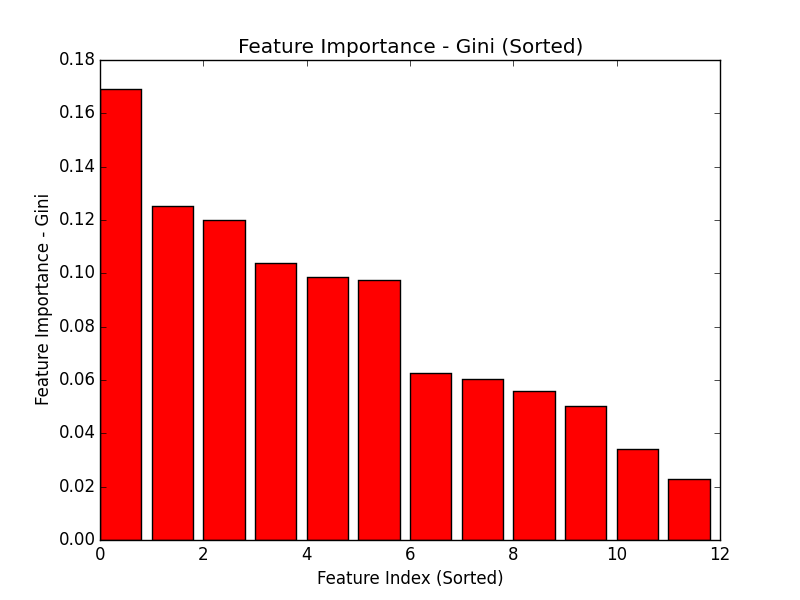 Feature Importance - Gini (Sorted)
0.18
0.16
0.14
0.12
0.10
0.08
0.06
0.04
0.02
0.00
Feature Importance - Gini
0 2 4 6 8 10 12
Feature Index (Sorted)